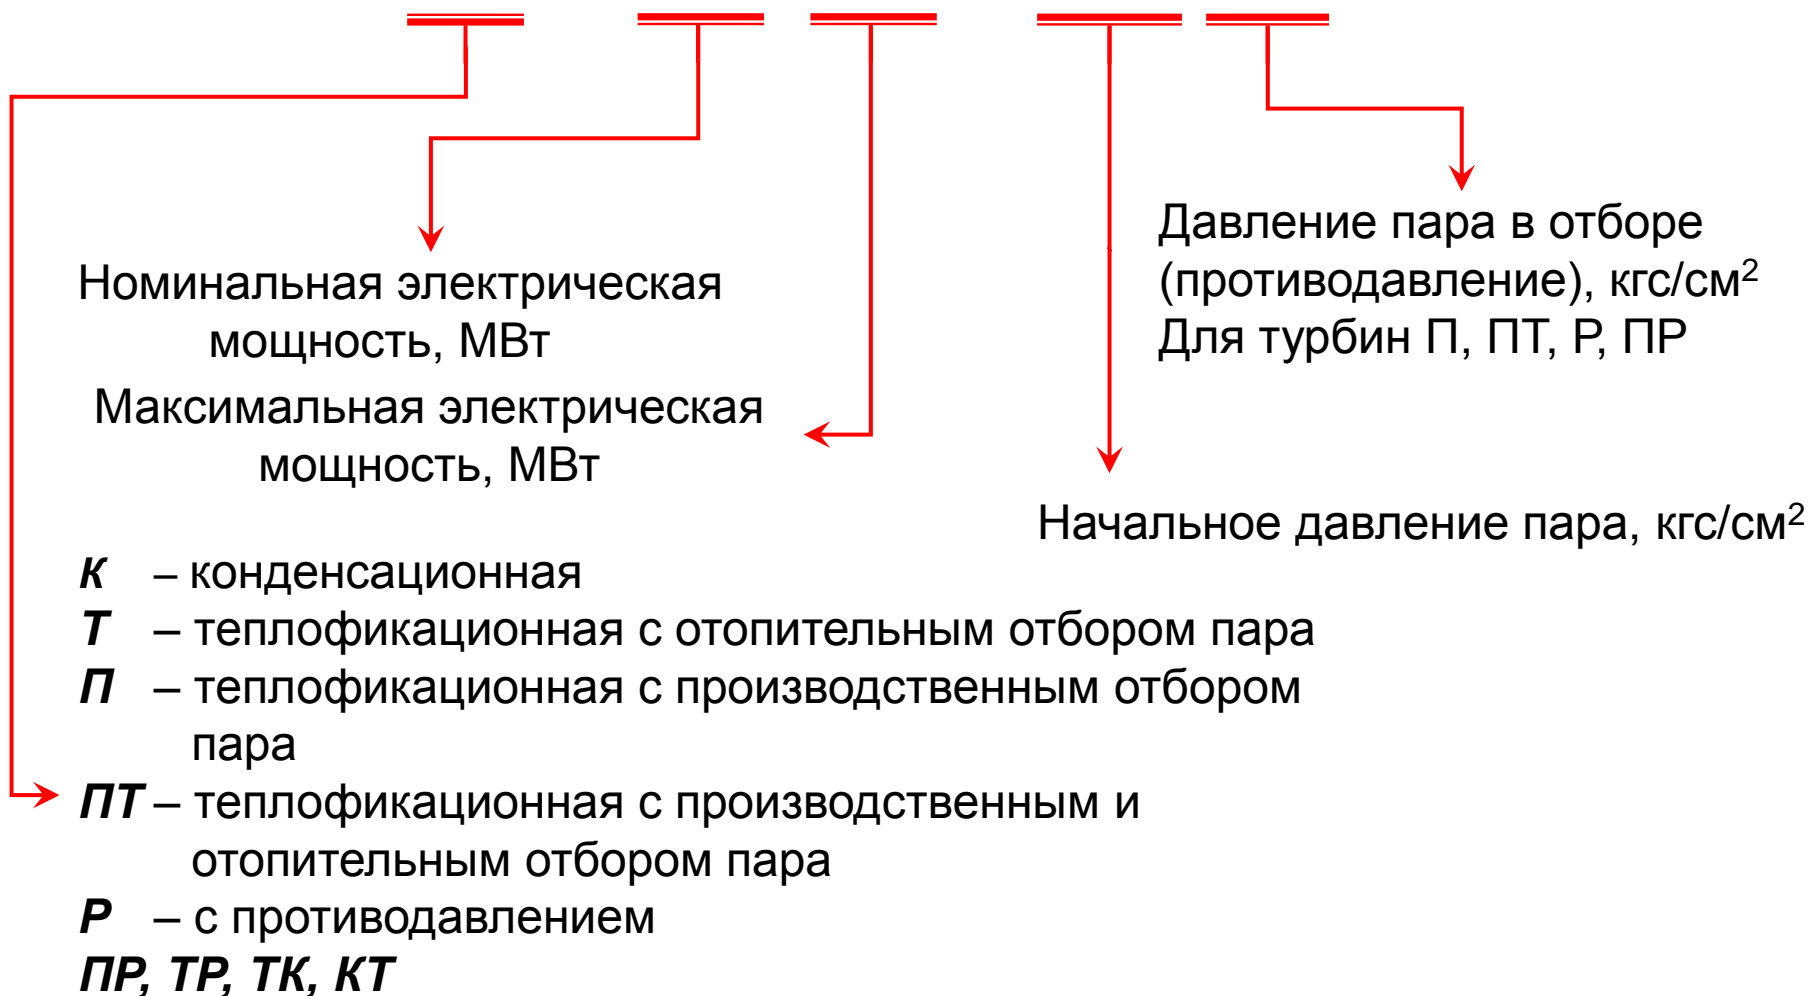 Давление пара в отборе
(противодавление), кгс/см²
Для турбин П, ПТ, Р, ПР
Номинальная электрическая
мощность, МВт
Максимальная электрическая
мощность, МВт
Начальное давление пара, кгс/см²
К – конденсационная
Т – теплофикационная с отопительным отбором пара
П – теплофикационная с производственным отбором
пара
ПТ – теплофикационная с производственным и
отопительным отбором пара
Р – с противодавлением
ПР, ТР, ТК, КТ